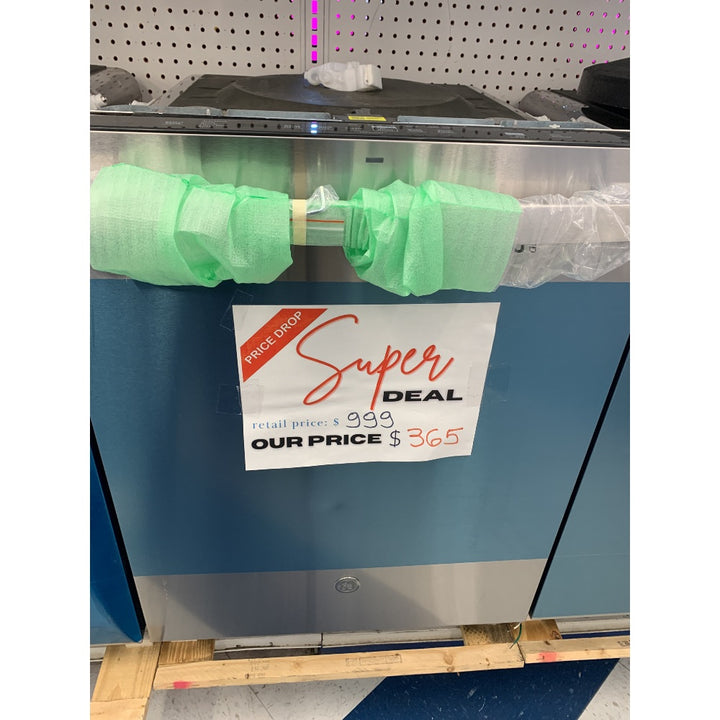 PRICE DROP
Super
DEAL
retail price: $ 999
OUR PRICE $ 365